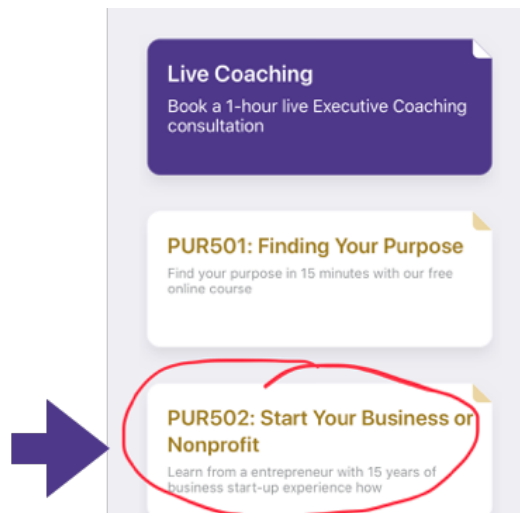 Live Coaching
Book a 1-hour live Executive Coaching
consultation
PUR501: Finding Your Purpose
Find your purpose in 15 minutes with our free
online course
PUR502: Start Your Business or
Nonprofit
Learn from a entrepreneur with 15 years of
business start-up experience how